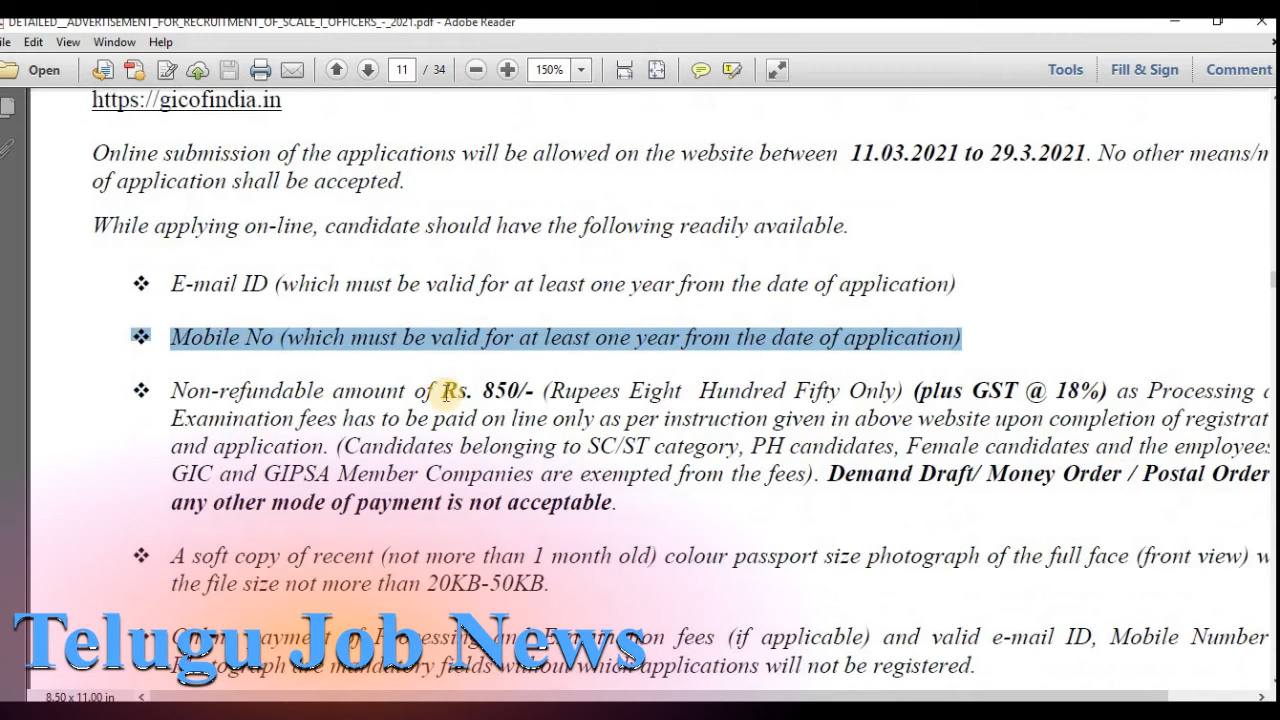 DETAILED__ADVERTISEMENT_FOR_RECRUITMENT_OF_SCALE_I_OFFICERS_-_2021.pdf - Adobe Reader
Edit View Window Help
Open 11 / 34 150% Tools Fill & Sign Comment
https://gicofindia.in
Online submission of the applications will be allowed on the website between 11.03.2021 to 29.3.2021. No other
of application shall be accepted.
While applying on-line, candidate should have the following readily available.
❖ E-mail ID (which must be valid for at least one year from the date of application)
❖ Mobile No (which must be valid for at least one year from the date of application)
❖ Non-refundable amount of Rs. 850/- (Rupees Eight Hundred Fifty Only) (plus GST @ 18%) as Processing
Examination fees has to be paid on line only as per instruction given in above website upon completion of
and application. (Candidates belonging to SC/ST category, PH candidates, Female candidates and the employees
GIC and GIPSA Member Companies are exempted from the fees). Demand Draft/ Money Order / Postal Order
any other mode of payment is not acceptable.
❖ A soft copy of recent (not more than 1 month old) colour passport size photograph of the full face (front view)
the file size not more than 20KB-50KB.
payment of Processing and Examination fees (if applicable) and valid e-mail ID, Mobile Number
are mandatory fields without which applications will not be registered.
Telugu Job News
8.50 x 11.00 in